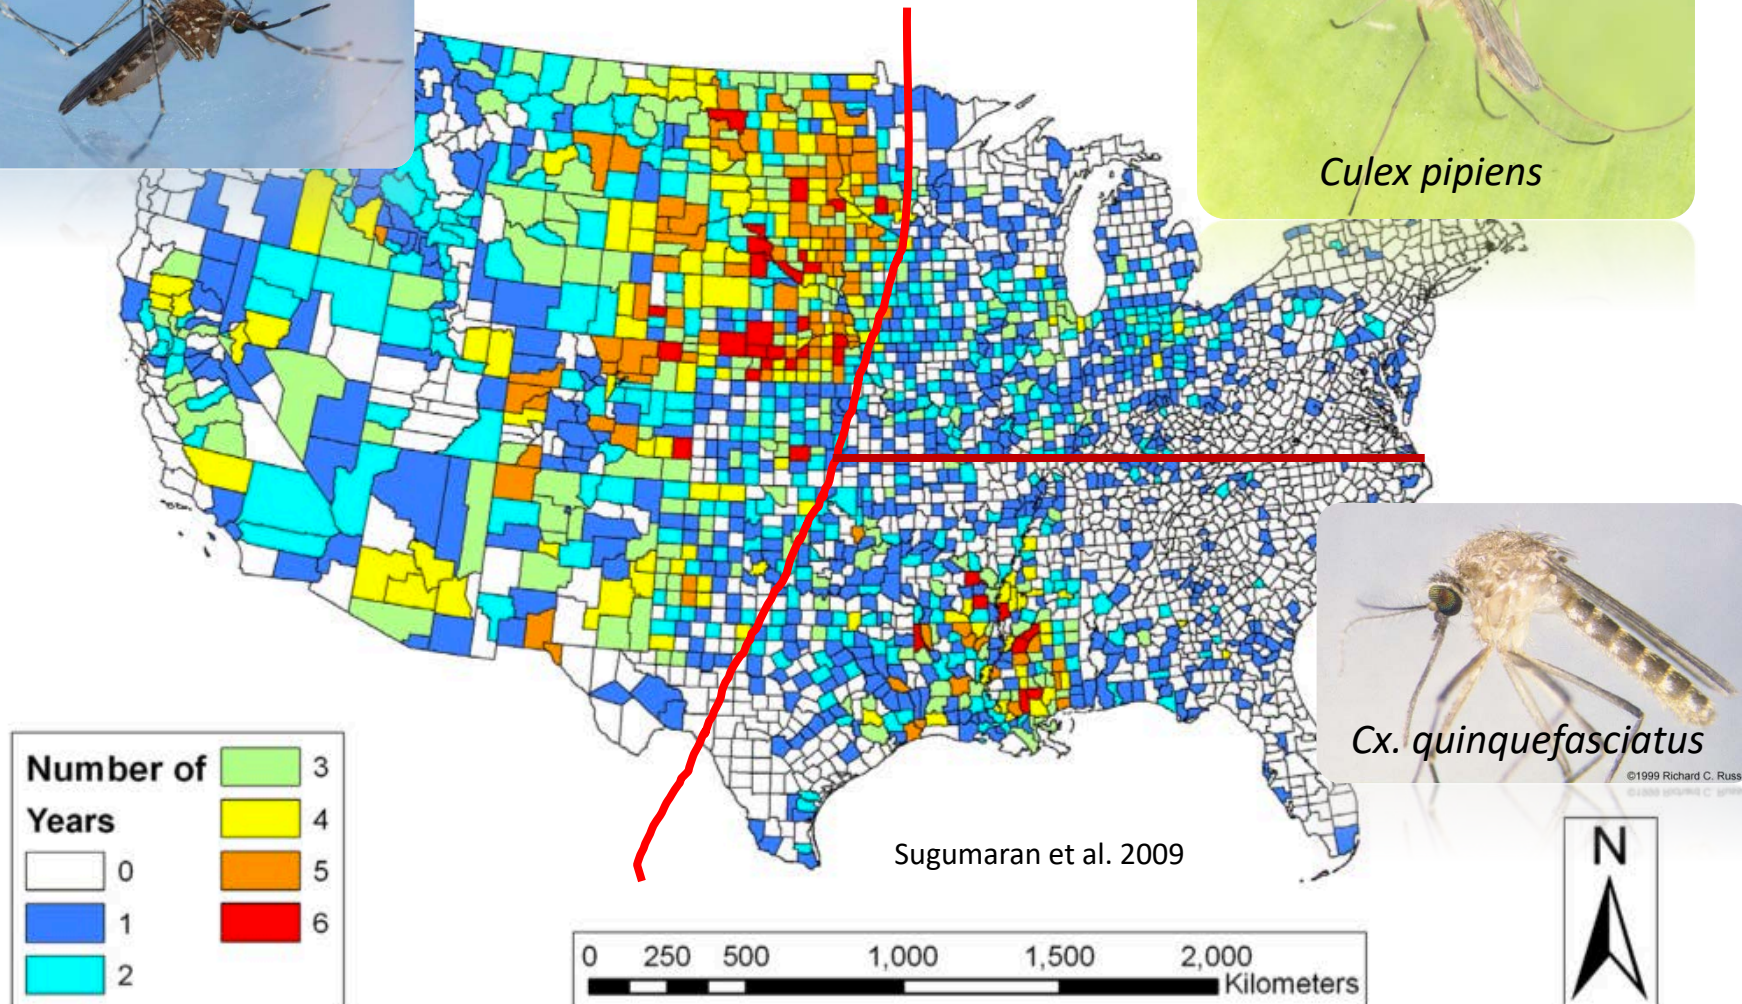 Culex pipiens
Cx. quinquefasciatus
©1999 Richard C. Russ
Sugumaran et al. 2009
Number of
Years
0
1
2
3
4
5
6
0 250 500 1,000 1,500 2,000
Kilometers
N